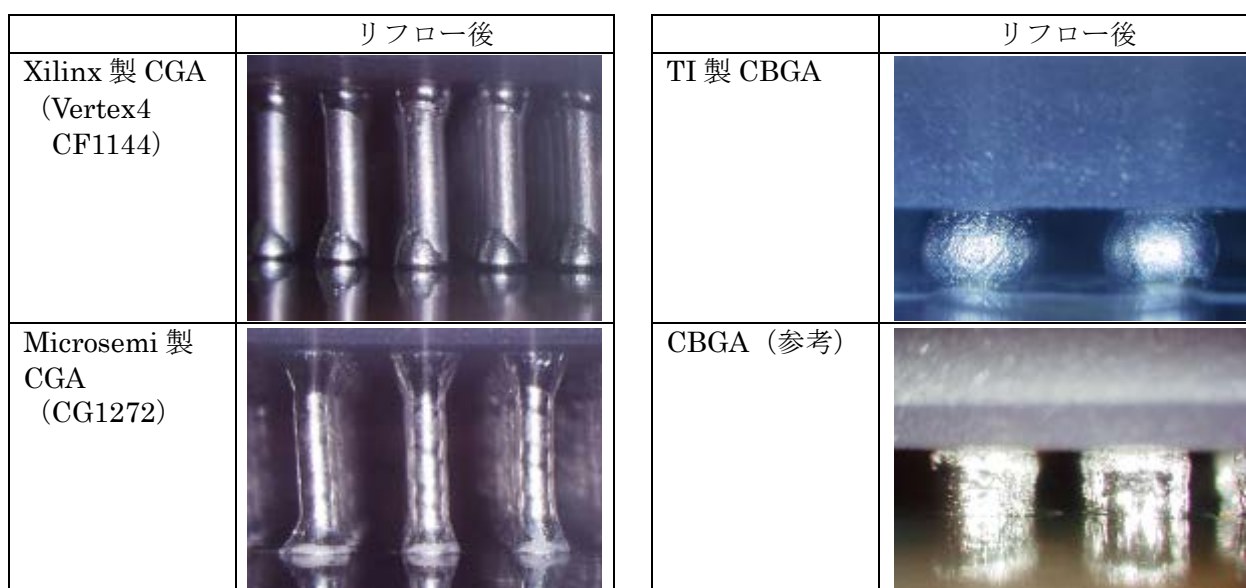 リフロー後
Xilinx 製 CGA
（Vertex4
CF1144）
Microsemi 製
CGA
（CG1272）
リフロー後
TI 製 CBGA
CBGA（参考）